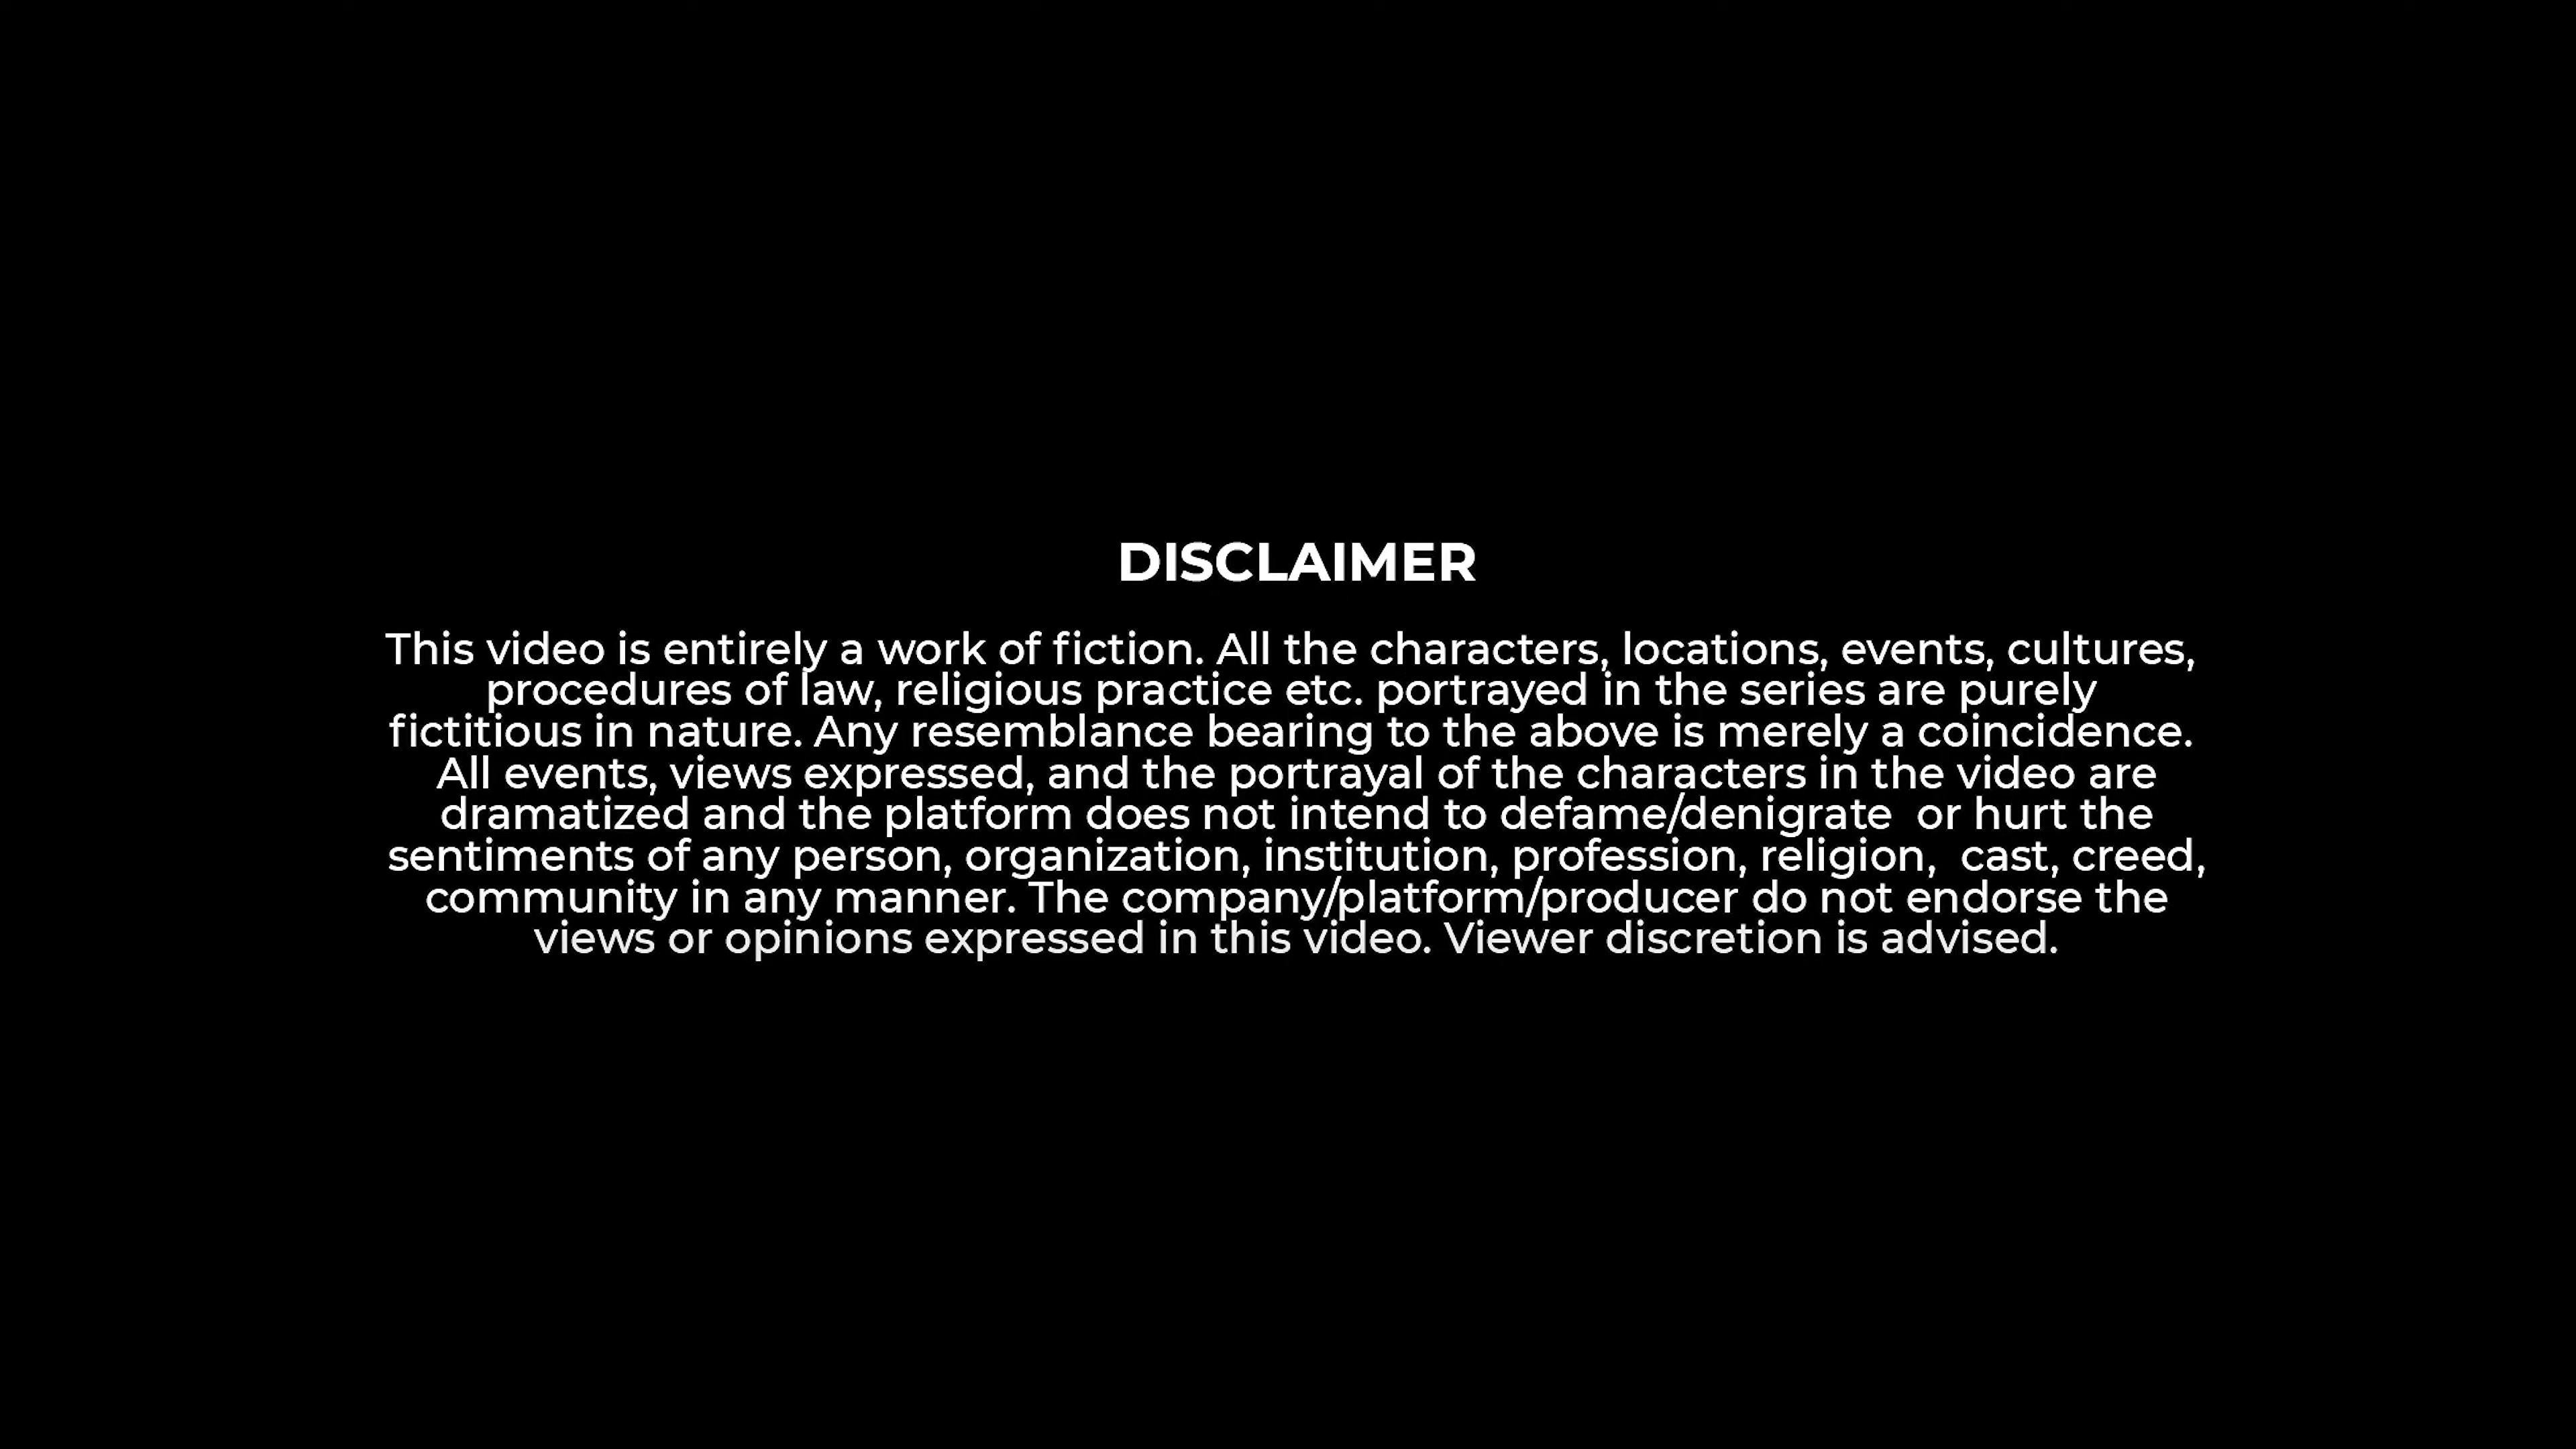 DISCLAIMER
This video is entirely a work of fiction. All the characters, locations, events, cultures,
procedures of law, religious practice etc. portrayed in the series are purely
fictitious in nature. Any resemblance bearing to the above is merely a coincidence.
All events, views expressed, and the portrayal of the characters in the video are
dramatized and the platform does not intend to defame/denigrate  or hurt the
sentiments of any person, organization, institution, profession, religion,  cast, creed,
community in any manner. The company/platform/producer do not endorse the
views or opinions expressed in this video. Viewer discretion is advised.